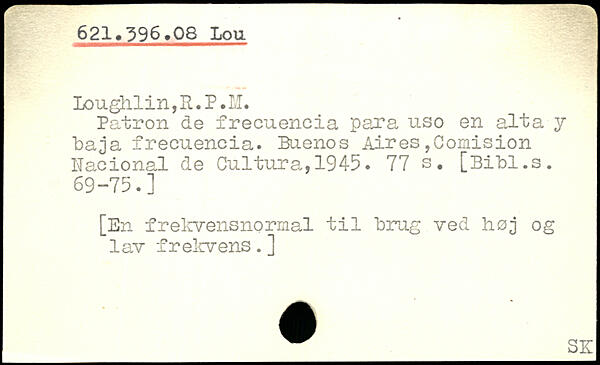 621.396.08 Lou
Loughlin,R.P.M.
Patron de frecuencia para uso en alta y
baja frecuencia. Buenos Aires,Comision
Nacional de Cultura,1945. 77 s. [Bibl.s.
69-75.]
[En frekvensnormal til brug ved høj og
lav frekvens.]
SK